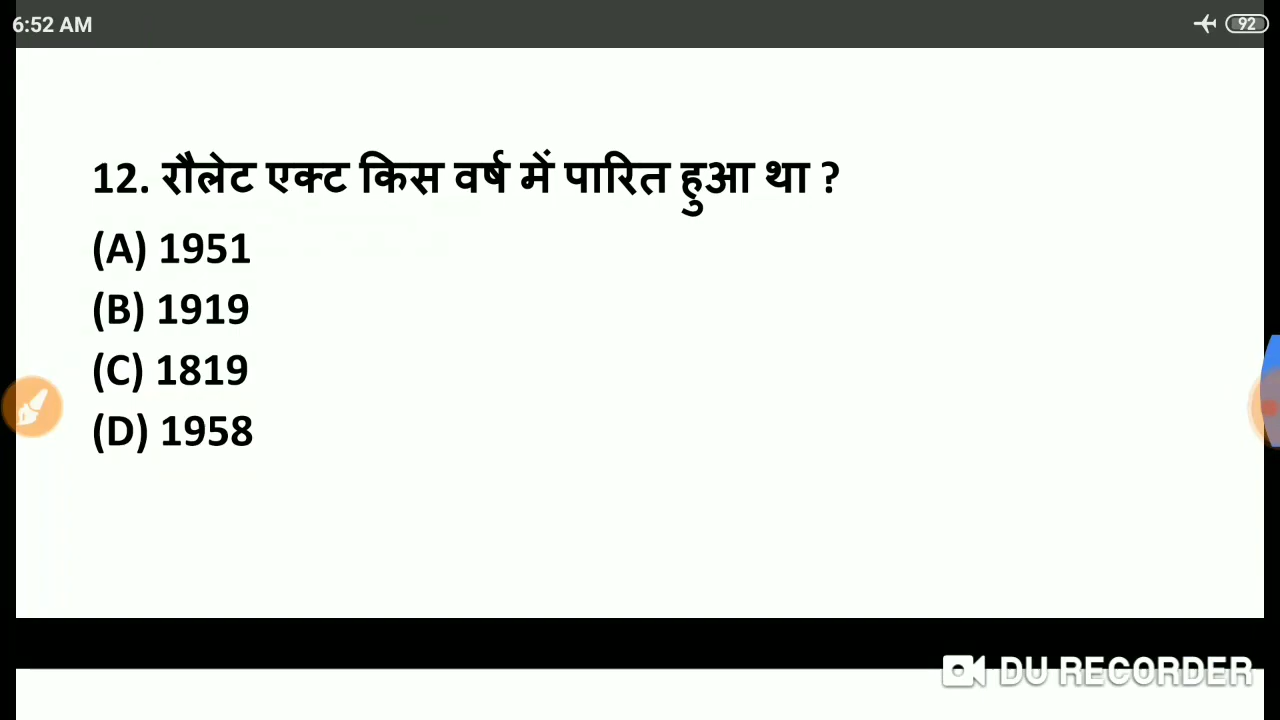 6:52 AM
92
12. रौलेट एक्ट किस वर्ष में पारित हुआ था ?
(A) 1951
(B) 1919
(C) 1819
(D) 1958
DU RECORDER